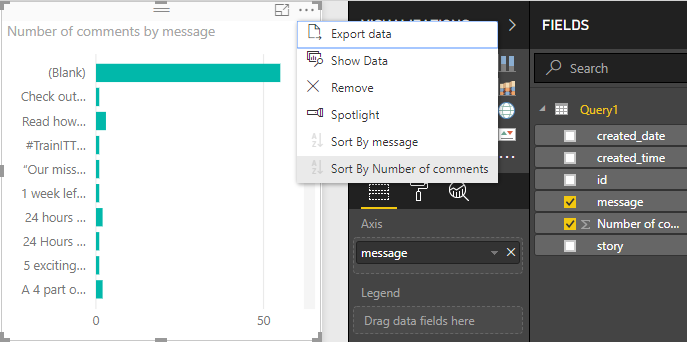 Number of comments by message
(Blank)
Check out...
Read how...
#TrainITT...
"Our miss...
1 week left...
24 hours ...
24 Hours ...
5 exciting...
A 4 part o...
0
50
Export data
Show Data
Remove
Spotlight
Sort By message
Sort By Number of comments
Axis
message
Legend
Drag data fields here
FIELDS
Search
Query1
created_date
created_time
id
message
Number of co...
story